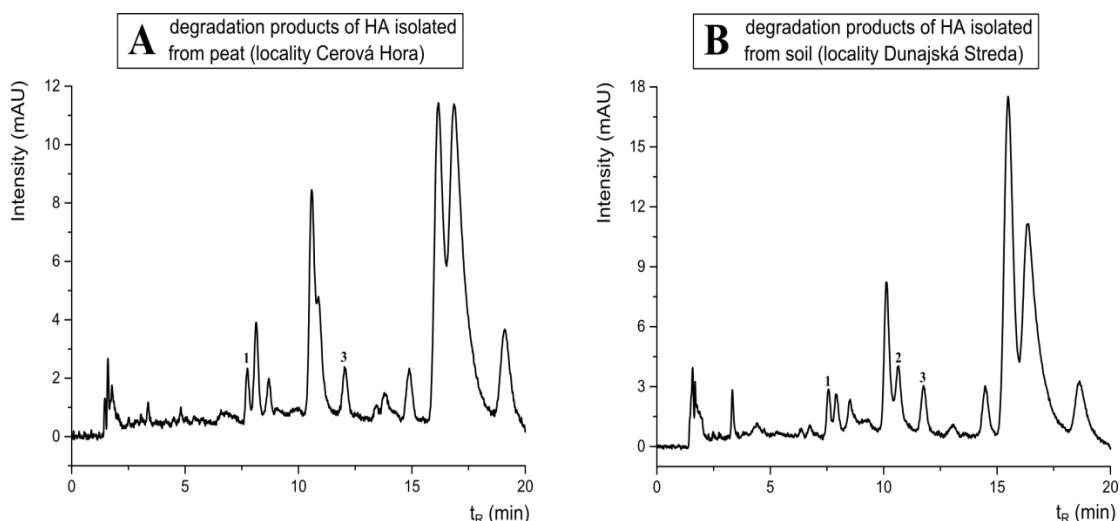 A
degradation products of HA isolated
from peat (locality Cerová Hora)
Intensity (mAU)
12
10
8
6
4
2
0
1
3
0
5
10
15
20
tR (min)
B
degradation products of HA isolated
from soil (locality Dunajská Streda)
Intensity (mAU)
18
15
12
9
6
3
0
1
2
3
0
5
10
15
20
tR (min)